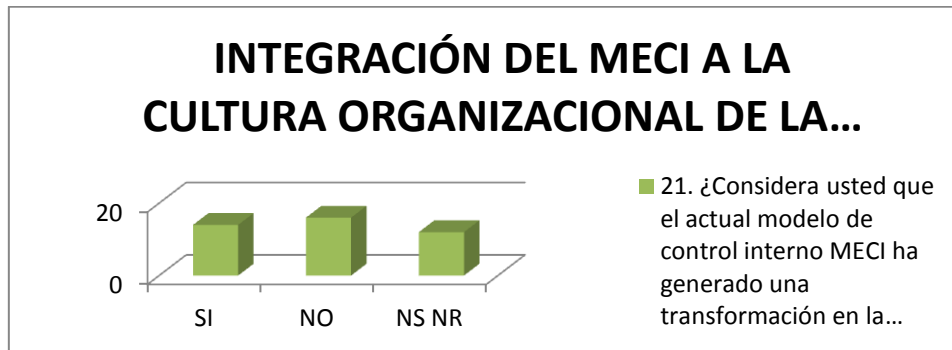 INTEGRACIÓN DEL MECI A LA
CULTURA ORGANIZACIONAL DE LA...
20
0
SI
NO
NS NR
21. ¿Considera usted que
el actual modelo de
control interno MECI ha
generado una
transformación en la...